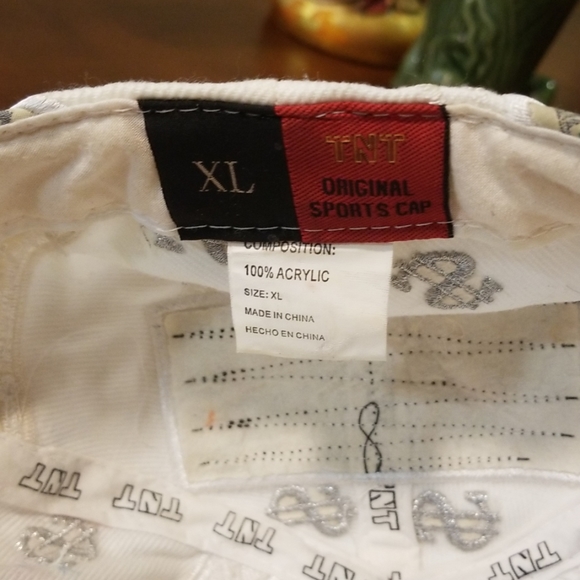 XL
TNT
ORIGINAL
SPORTS CAP
COMPOSITION:
100% ACRYLIC
SIZE: XL
MADE IN CHINA
HECHO EN CHINA
TNT
TNT
TNT
TNT
TNT